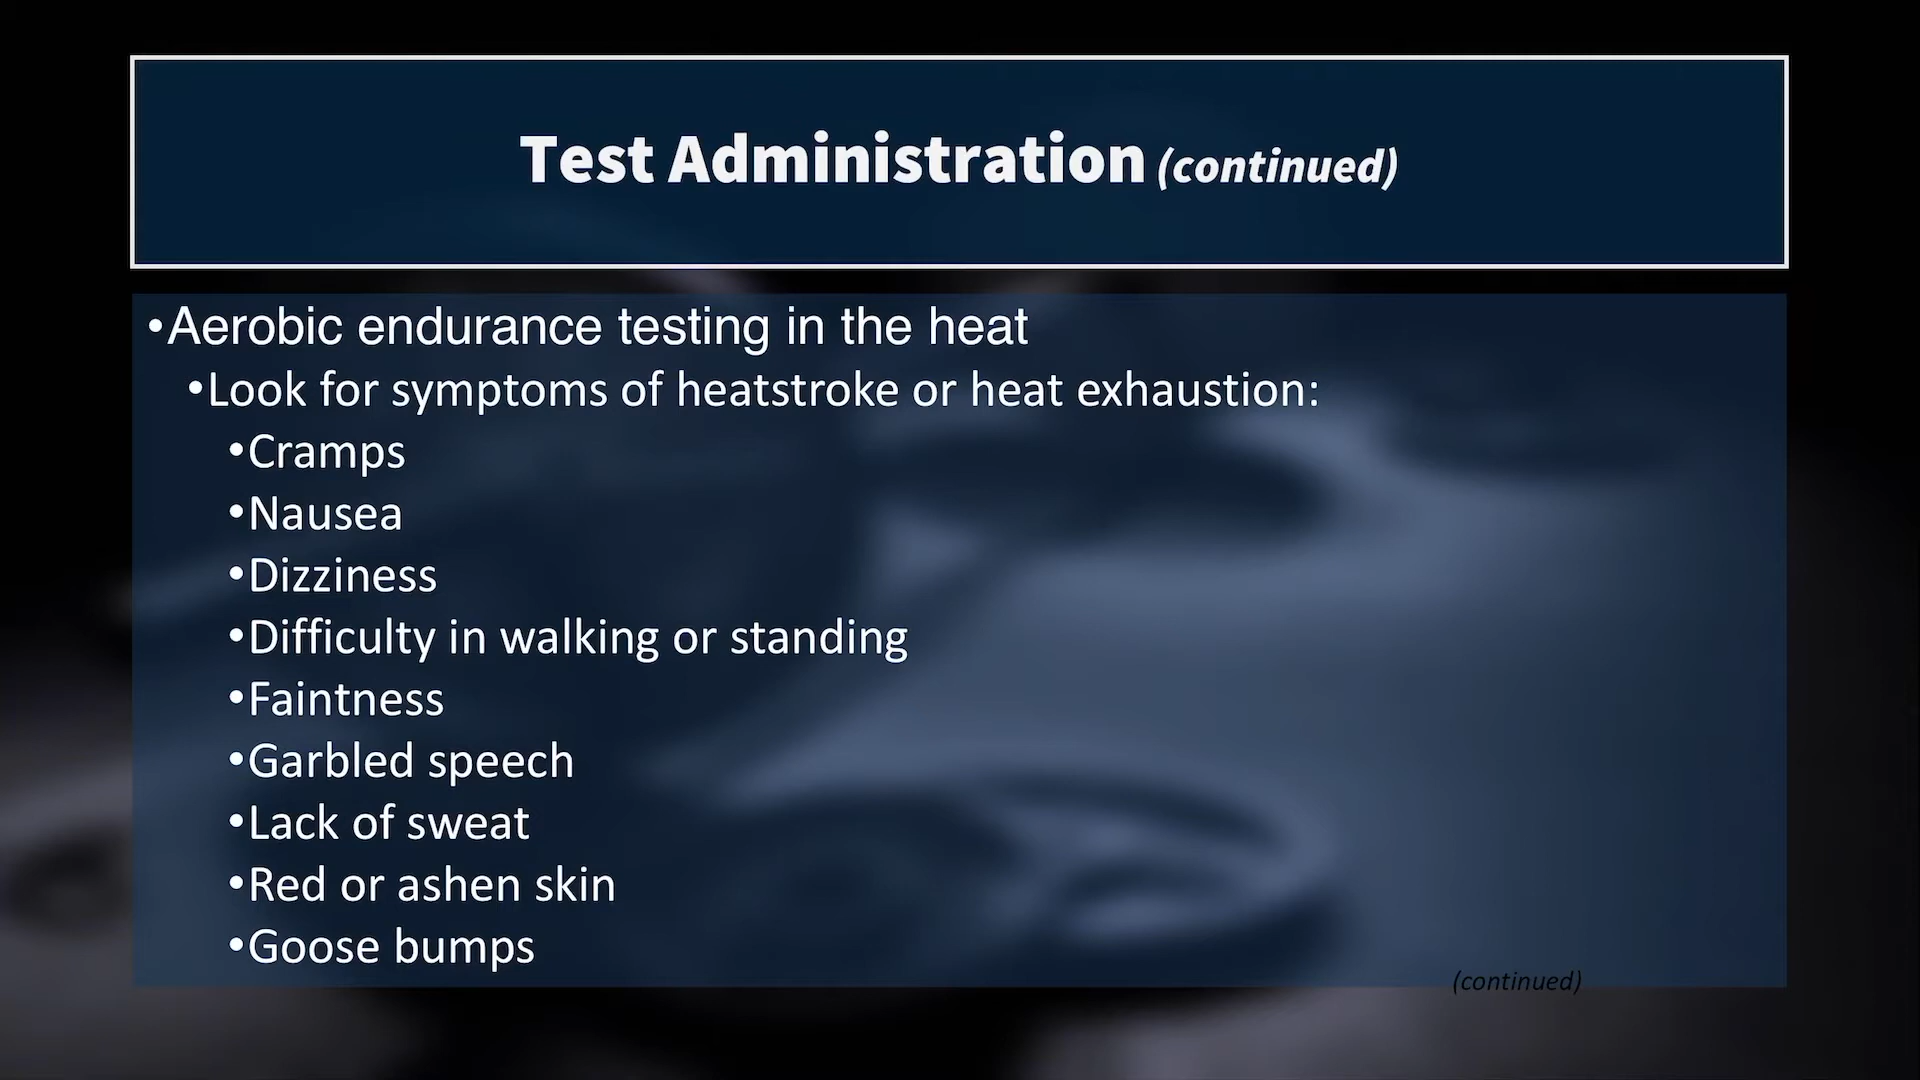 Test Administration (continued)
•Aerobic endurance testing in the heat
•Look for symptoms of heatstroke or heat exhaustion:
•Cramps
•Nausea
•Dizziness
•Difficulty in walking or standing
•Faintness
•Garbled speech
•Lack of sweat
•Red or ashen skin
•Goose bumps
(continued)